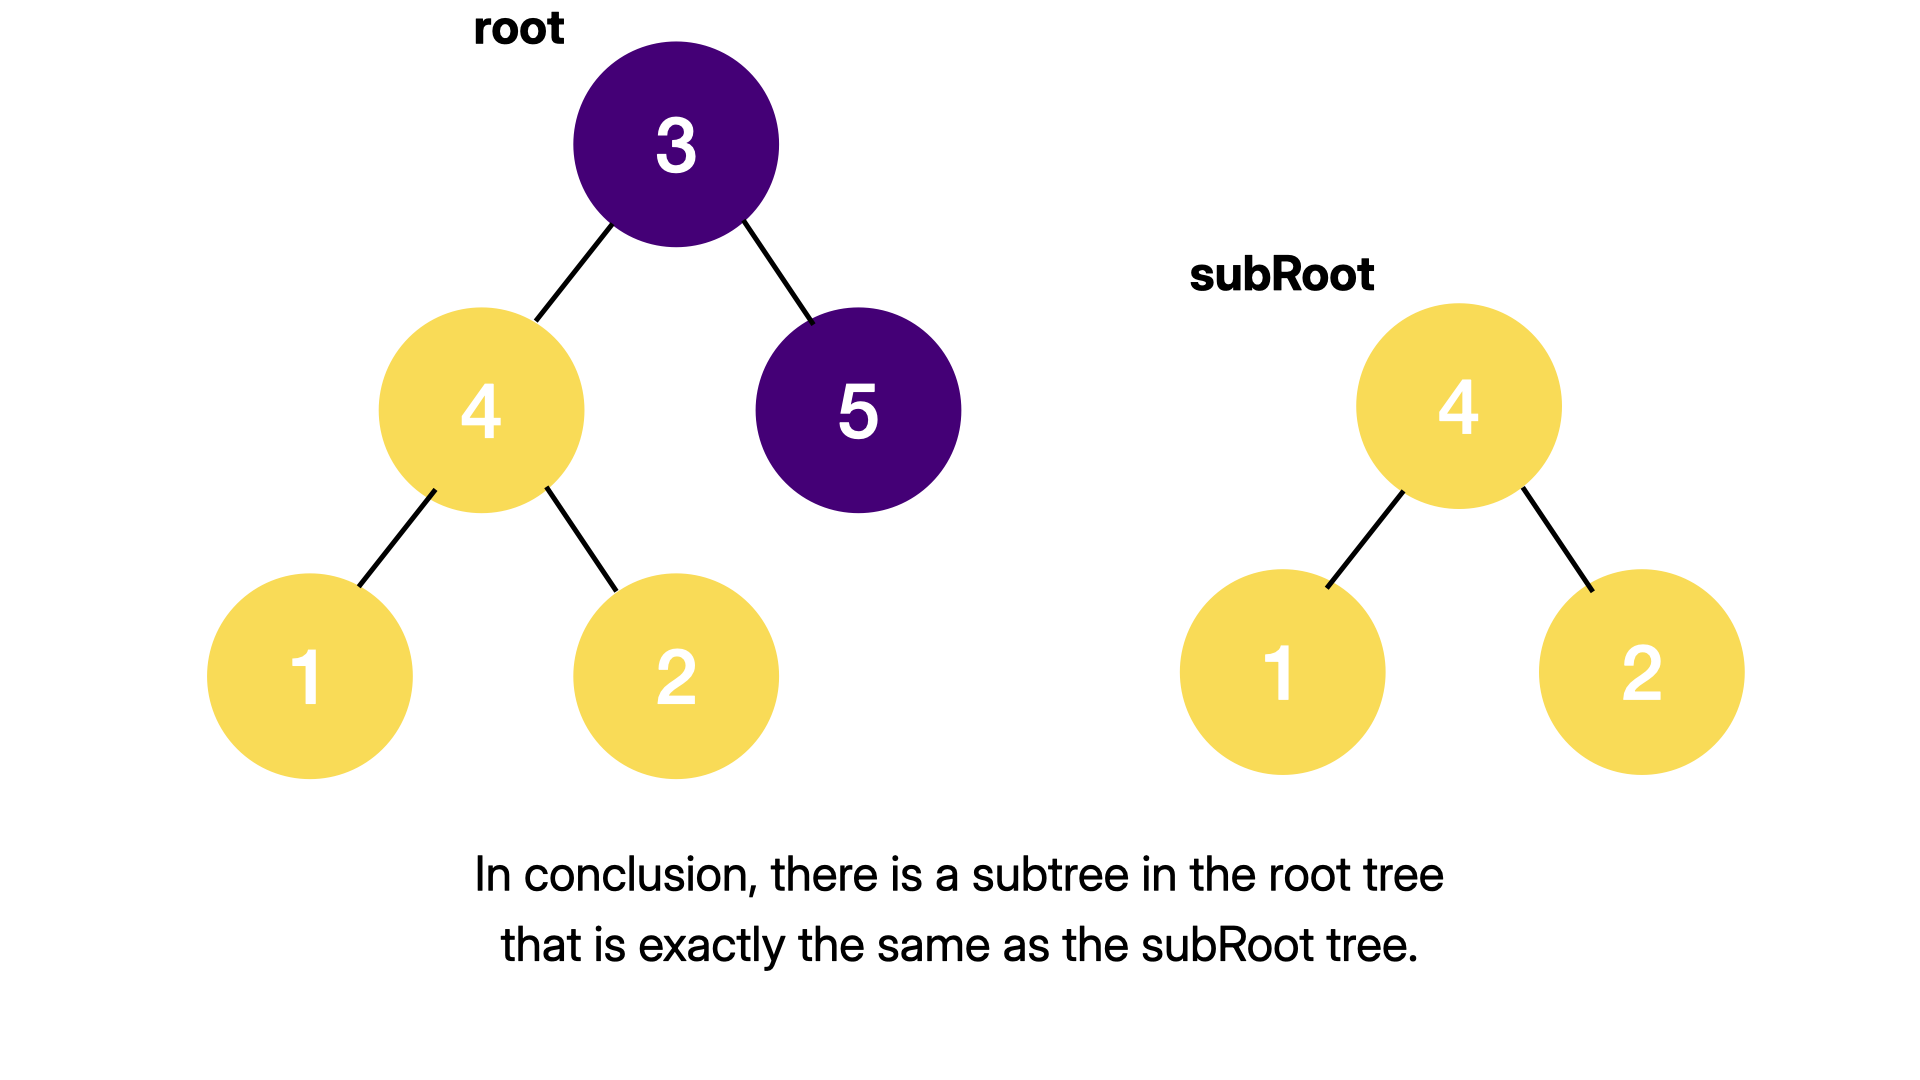 root
3
subRoot
4
5
4
1
2
1
2
In conclusion, there is a subtree in the root tree
that is exactly the same as the subRoot tree.